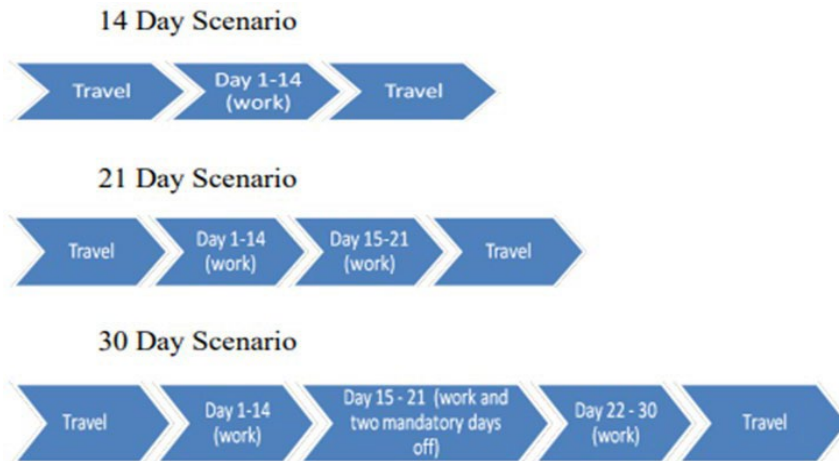 14 Day Scenario
Travel
Day 1-14
(work)
Travel
21 Day Scenario
Travel
Day 1-14
(work)
Day 15-21
(work)
Travel
30 Day Scenario
Travel
Day 1-14
(work)
Day 15 - 21 (work and
two mandatory days
off)
Day 22 - 30
(work)
Travel